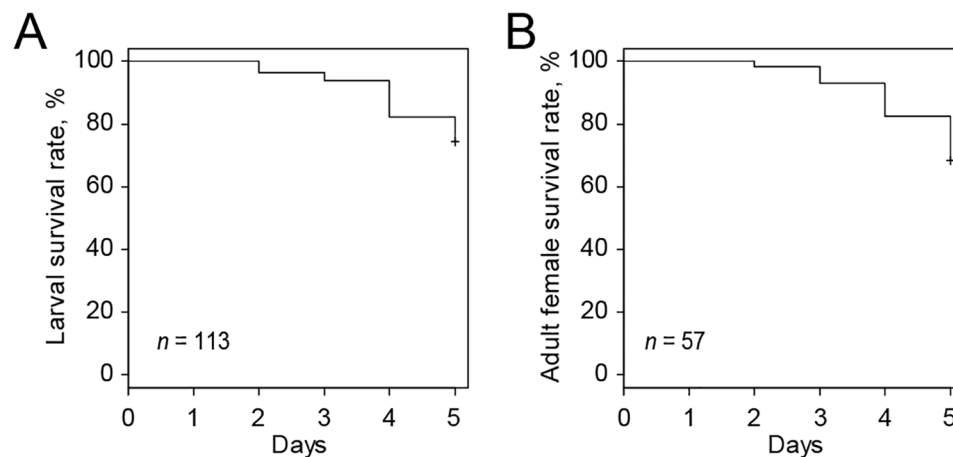 A
Larval survival rate, %
100
80
60
40
20
0
n = 113
0 1 2 3 4 5
Days
B
Adult female survival rate, %
100
80
60
40
20
0
n = 57
0 1 2 3 4 5
Days